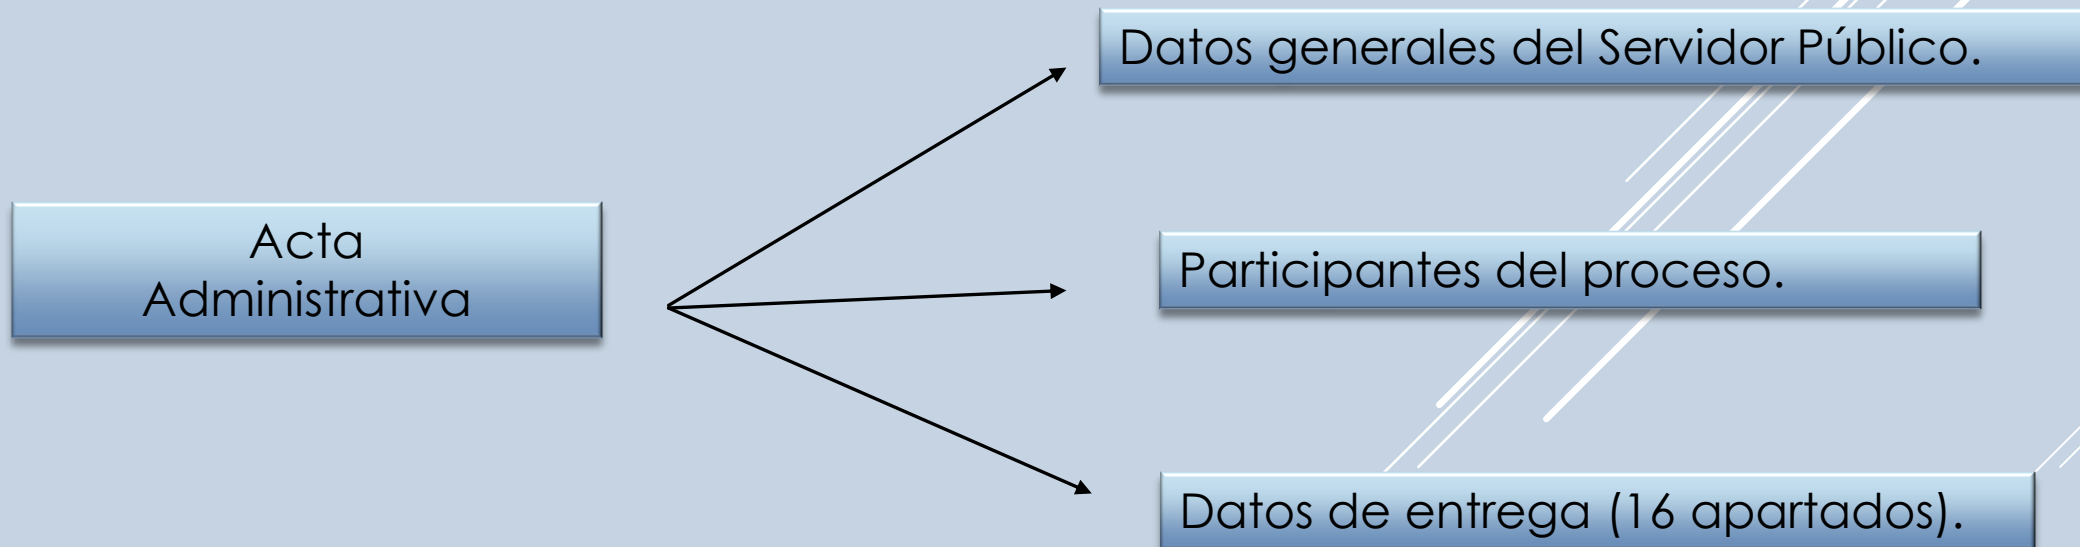 Datos generales del Servidor Público.
Acta
Administrativa
Participantes del proceso.
Datos de entrega (16 apartados).